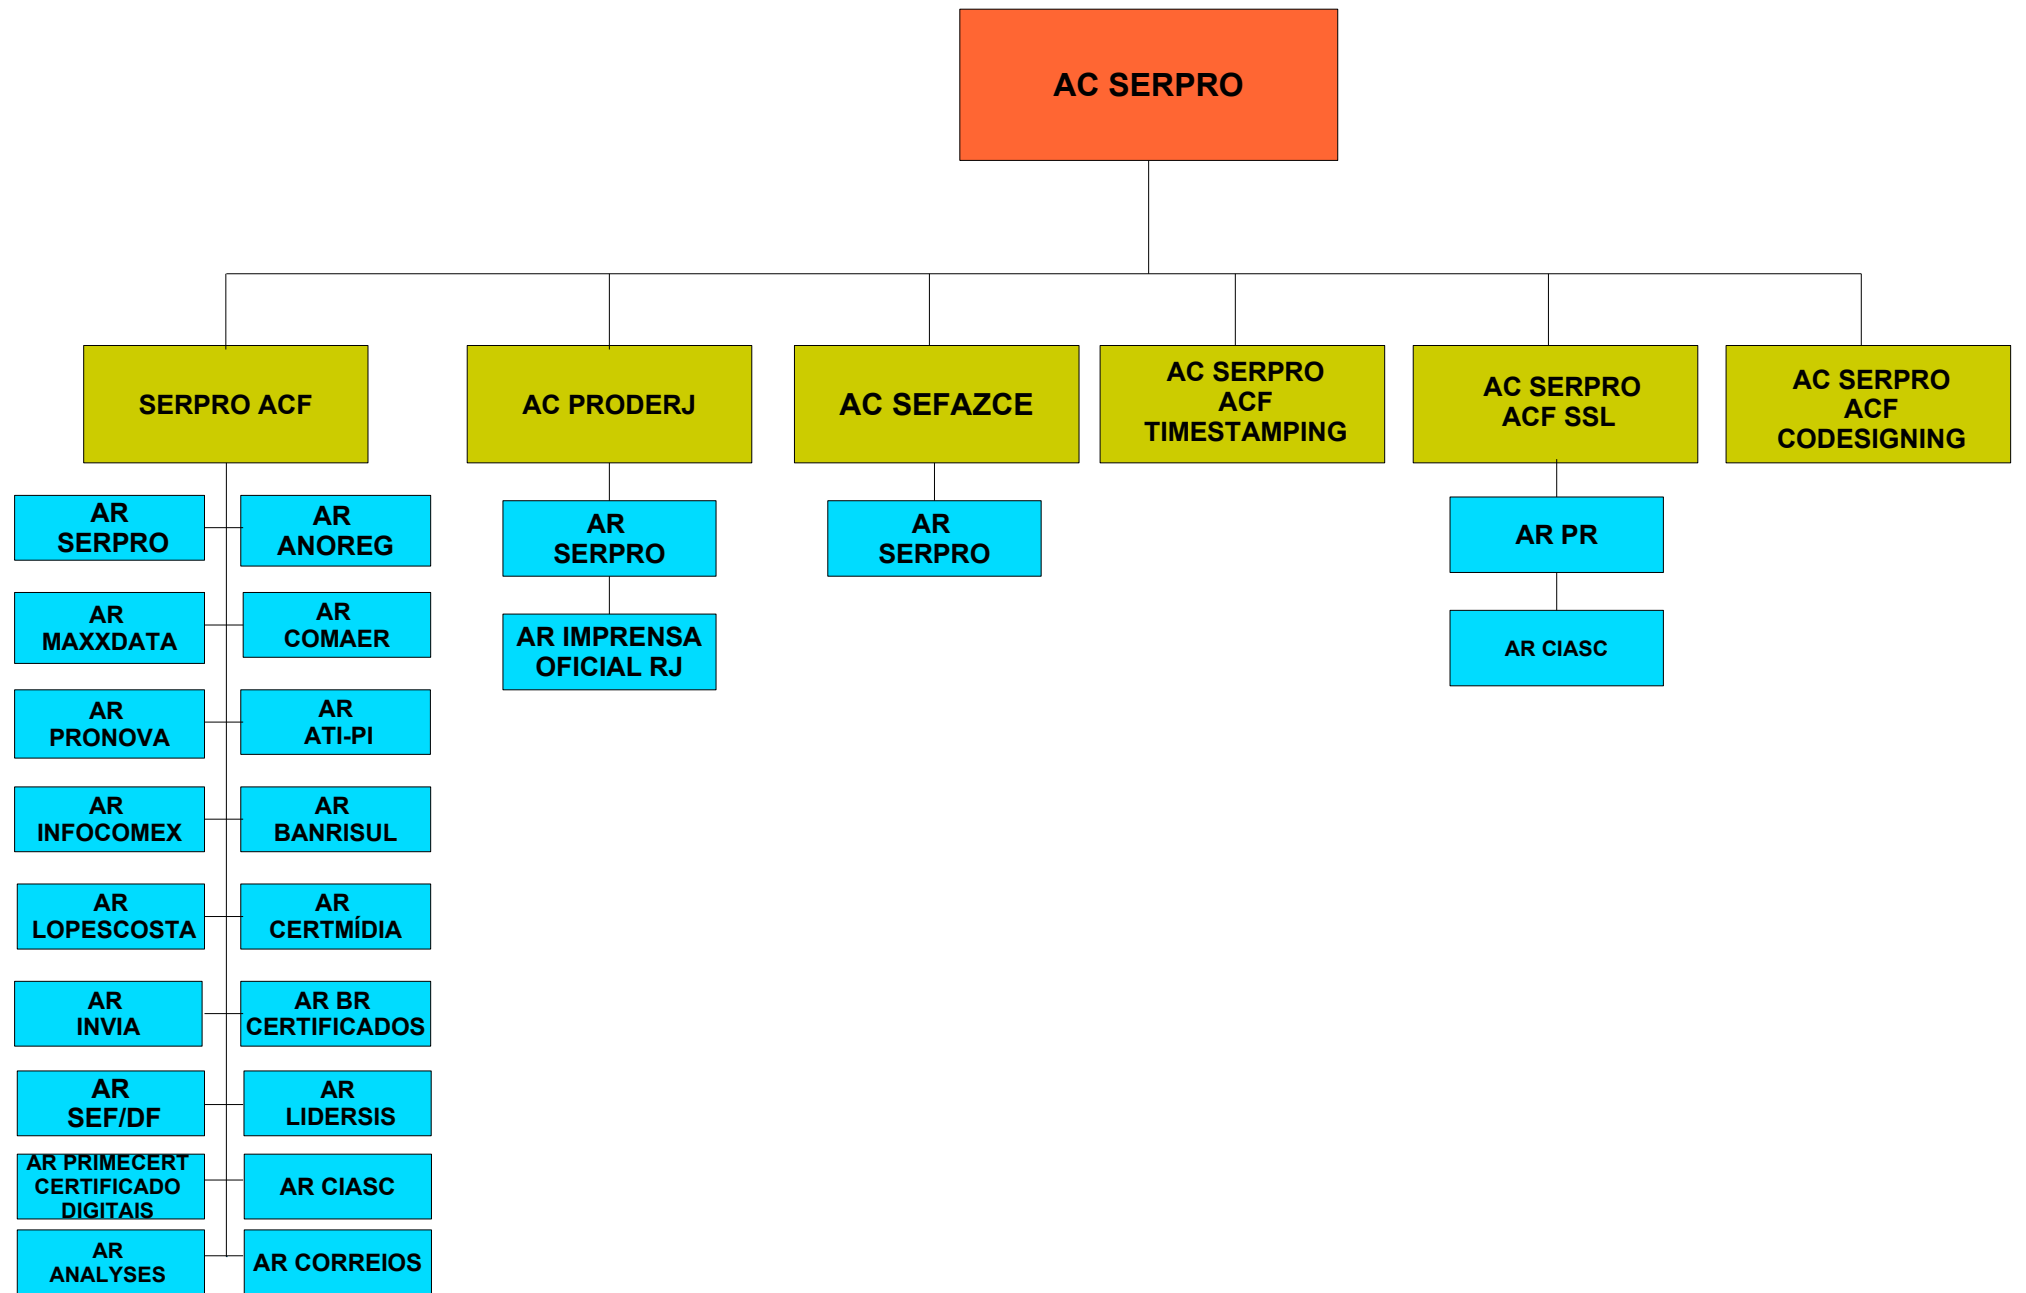 AC SERPRO
SERPRO ACF
AC PRODERJ
AC SEFAZCE
AC SERPRO
ACF
TIMESTAMPING
AC SERPRO
ACF SSL
AC SERPRO
ACF
CODESIGNING
AR
SERPRO
AR
ANOREG
AR
SERPRO
AR
SERPRO
AR PR
AR
MAXXDATA
AR
COMAER
AR IMPRENSA
OFICIAL RJ
AR CIASC
AR
PRONOVA
AR
ATI-PI
AR
INFOCOMEX
AR
BANRISUL
AR
LOPESCOSTA
AR
CERTMÍDIA
AR
INVIA
AR BR
CERTIFICADOS
AR
SEF/DF
AR
LIDERSIS
AR PRIMECERT
CERTIFICADO
DIGITAIS
AR CIASC
AR
ANALYSES
AR CORREIOS